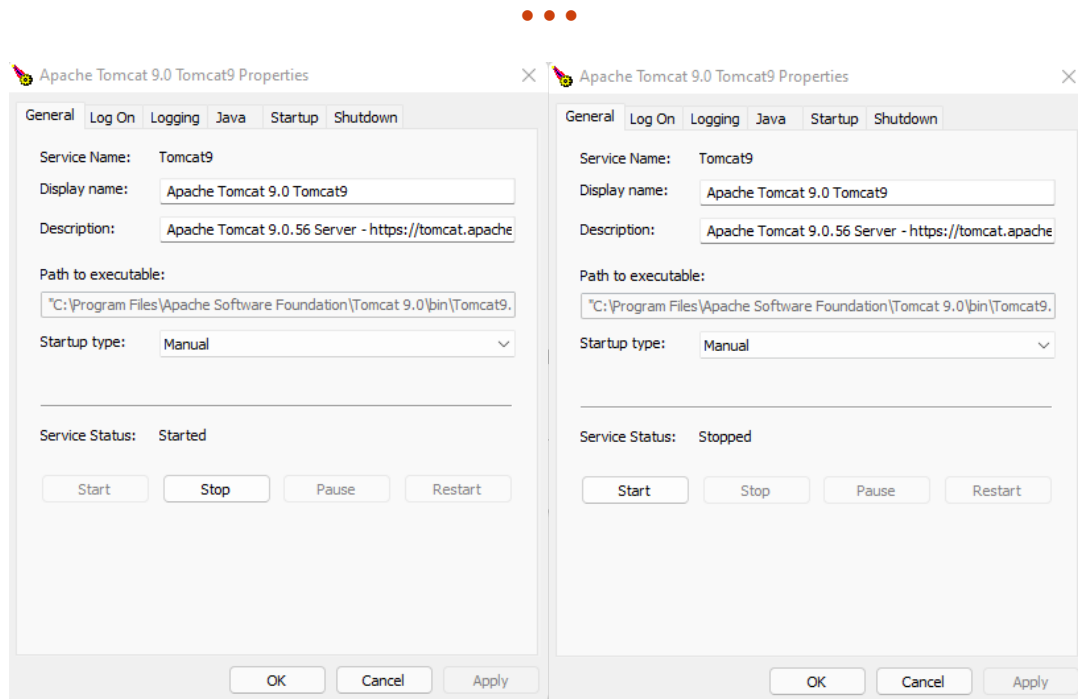 Apache Tomcat 9.0 Tomcat9 Properties
General Log On Logging Java Startup Shutdown
Service Name: Tomcat9
Display name: Apache Tomcat 9.0 Tomcat9
Description: Apache Tomcat 9.0.56 Server - https://tomcat.apache
Path to executable:
"C:\Program Files\Apache Software Foundation\Tomcat 9.0\bin\Tomcat9.
Startup type: Manual
Service Status: Started
Start Stop Pause Restart
OK Cancel Apply
Apache Tomcat 9.0 Tomcat9 Properties
General Log On Logging Java Startup Shutdown
Service Name: Tomcat9
Display name: Apache Tomcat 9.0 Tomcat9
Description: Apache Tomcat 9.0.56 Server - https://tomcat.apache
Path to executable:
"C:\Program Files\Apache Software Foundation\Tomcat 9.0\bin\Tomcat9.
Startup type: Manual
Service Status: Stopped
Start Stop Pause Restart
OK Cancel Apply